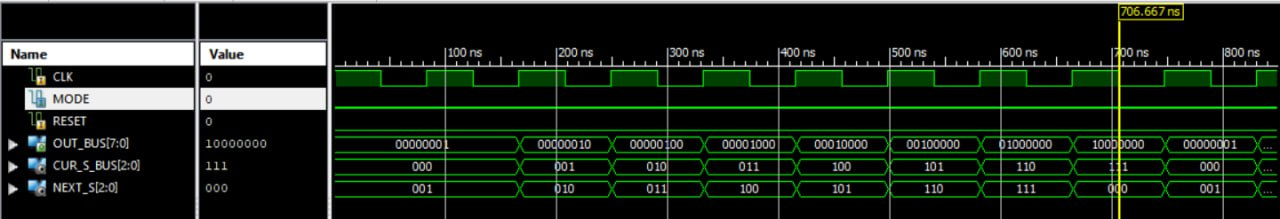 706.667 ns
Name Value
100 ns 200 ns 300 ns 400 ns 500 ns 600 ns 700 ns 800 ns
CLK 0
MODE 0
RESET 0
OUT_BUS[7:0] 10000000 00000001 00000010 00000100 00001000 00010000 00100000 01000000 10000000 00000001 ...
CUR_S_BUS[2:0] 111 000 001 010 011 100 101 110 111 000 ...
NEXT_S[2:0] 000 001 010 011 100 101 110 111 000 001 ...